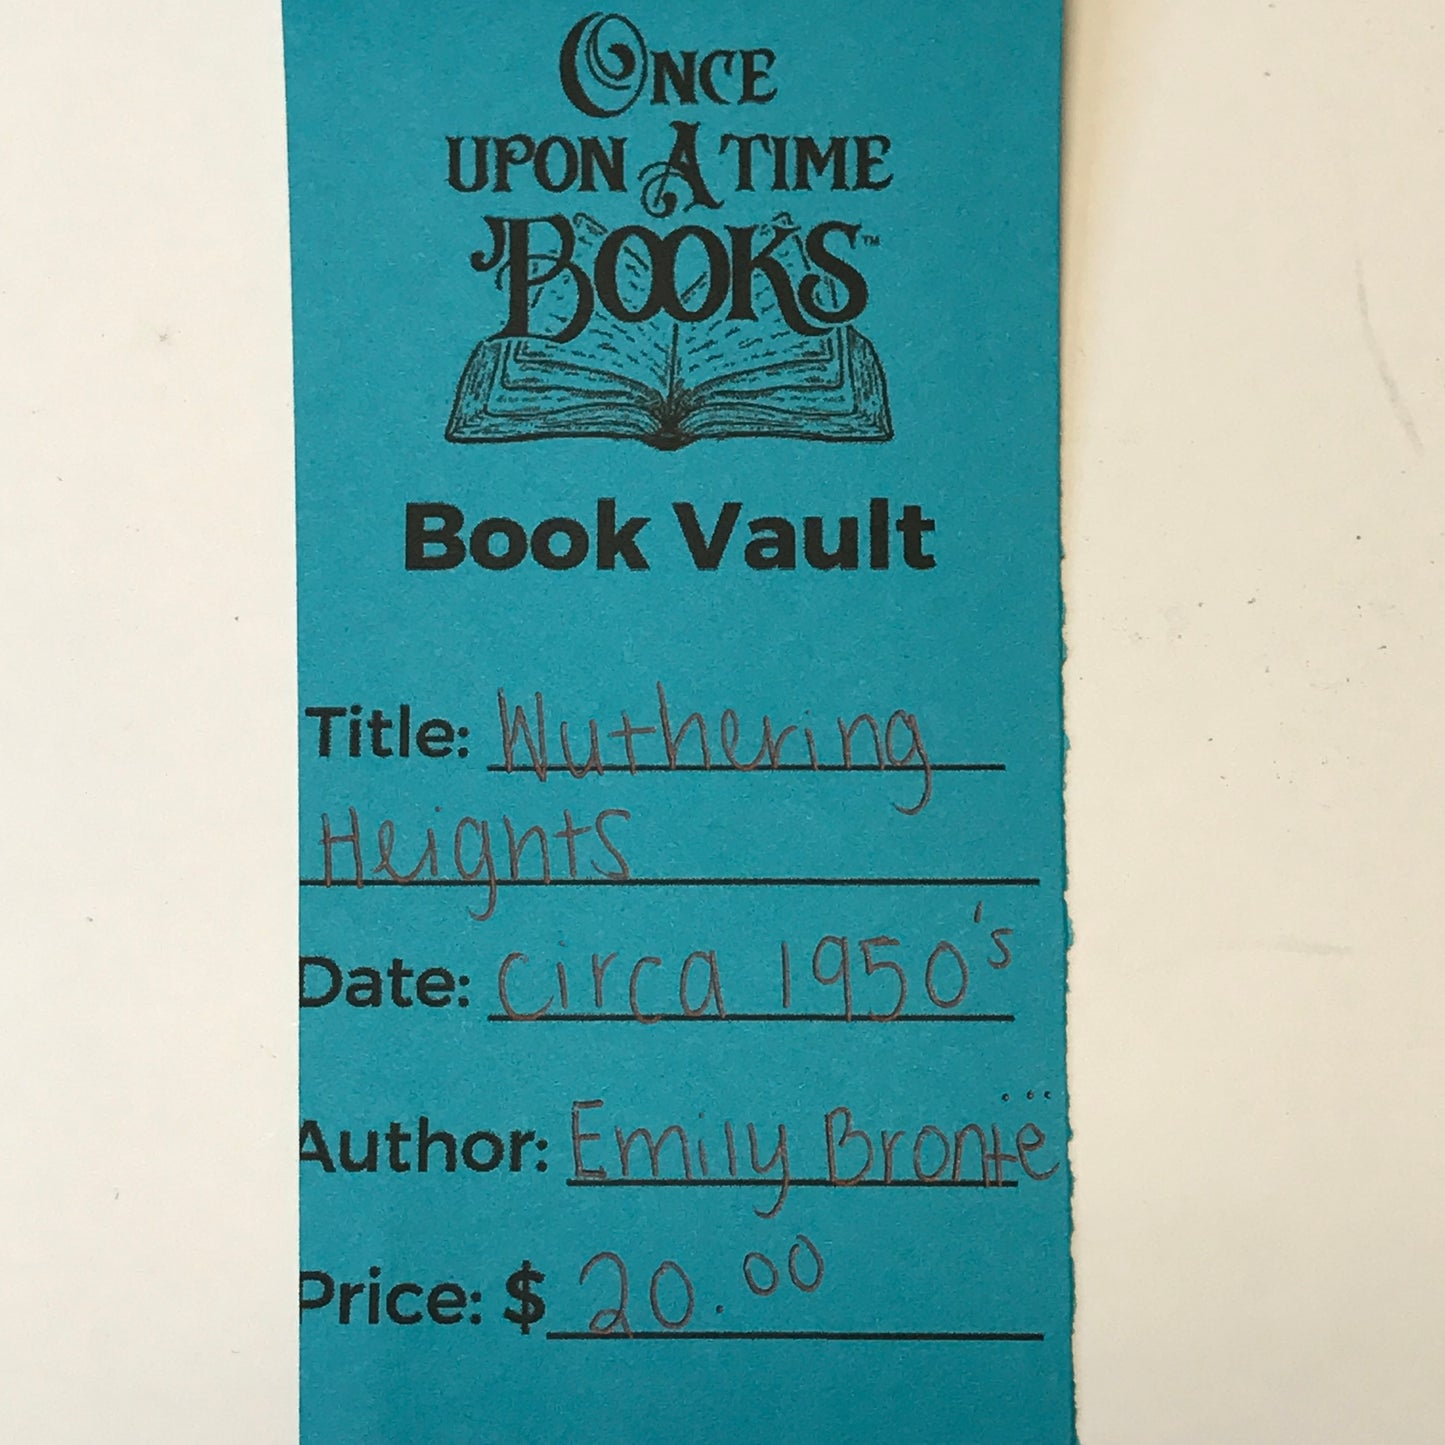 ONCE
UPON A TIME
BOOKS™
Book Vault
Title: Wuthering
Heights
Date: Circa 1950's
Author: Emily Brontë
Price: $ 20.00